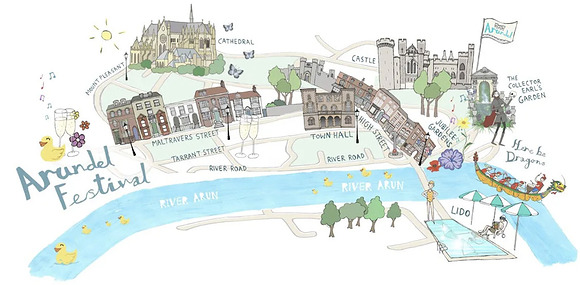 CATHEDRAL
MOUNT PLEASANT
CASTLE
Arundel
THE
COLLECTOR
EARL'S
GARDEN
MALTRAVERS STREET
TARRANT STREET
TOWN HALL
HIGH STREET
JUBILEE
GARDENS
Here be
Dragons
RIVER ROAD
RIVER ROAD
Arundel
Festival
RIVER ARUN
RIVER ARUN
LIDO